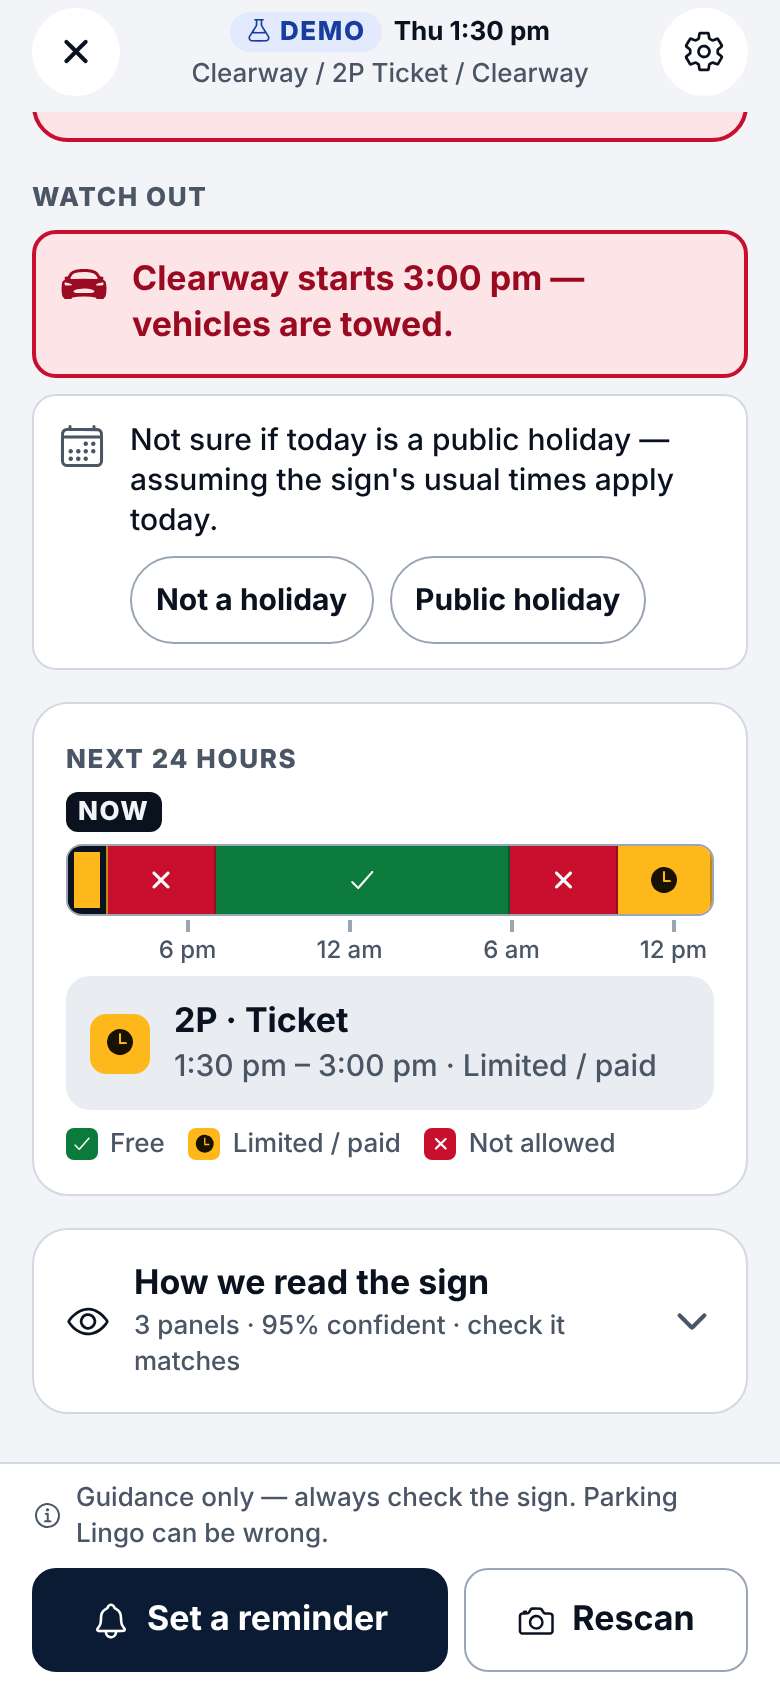 DEMO Thu 1:30 pm
Clearway / 2P Ticket / Clearway
WATCH OUT
Clearway starts 3:00 pm —
vehicles are towed.
Not sure if today is a public holiday —
assuming the sign's usual times apply
today.
Not a holiday Public holiday
NEXT 24 HOURS
NOW
6 pm 12 am 6 am 12 pm
2P · Ticket
1:30 pm – 3:00 pm · Limited / paid
Free Limited / paid Not allowed
How we read the sign
3 panels · 95% confident · check it
matches
Guidance only — always check the sign. Parking
Lingo can be wrong.
Set a reminder Rescan